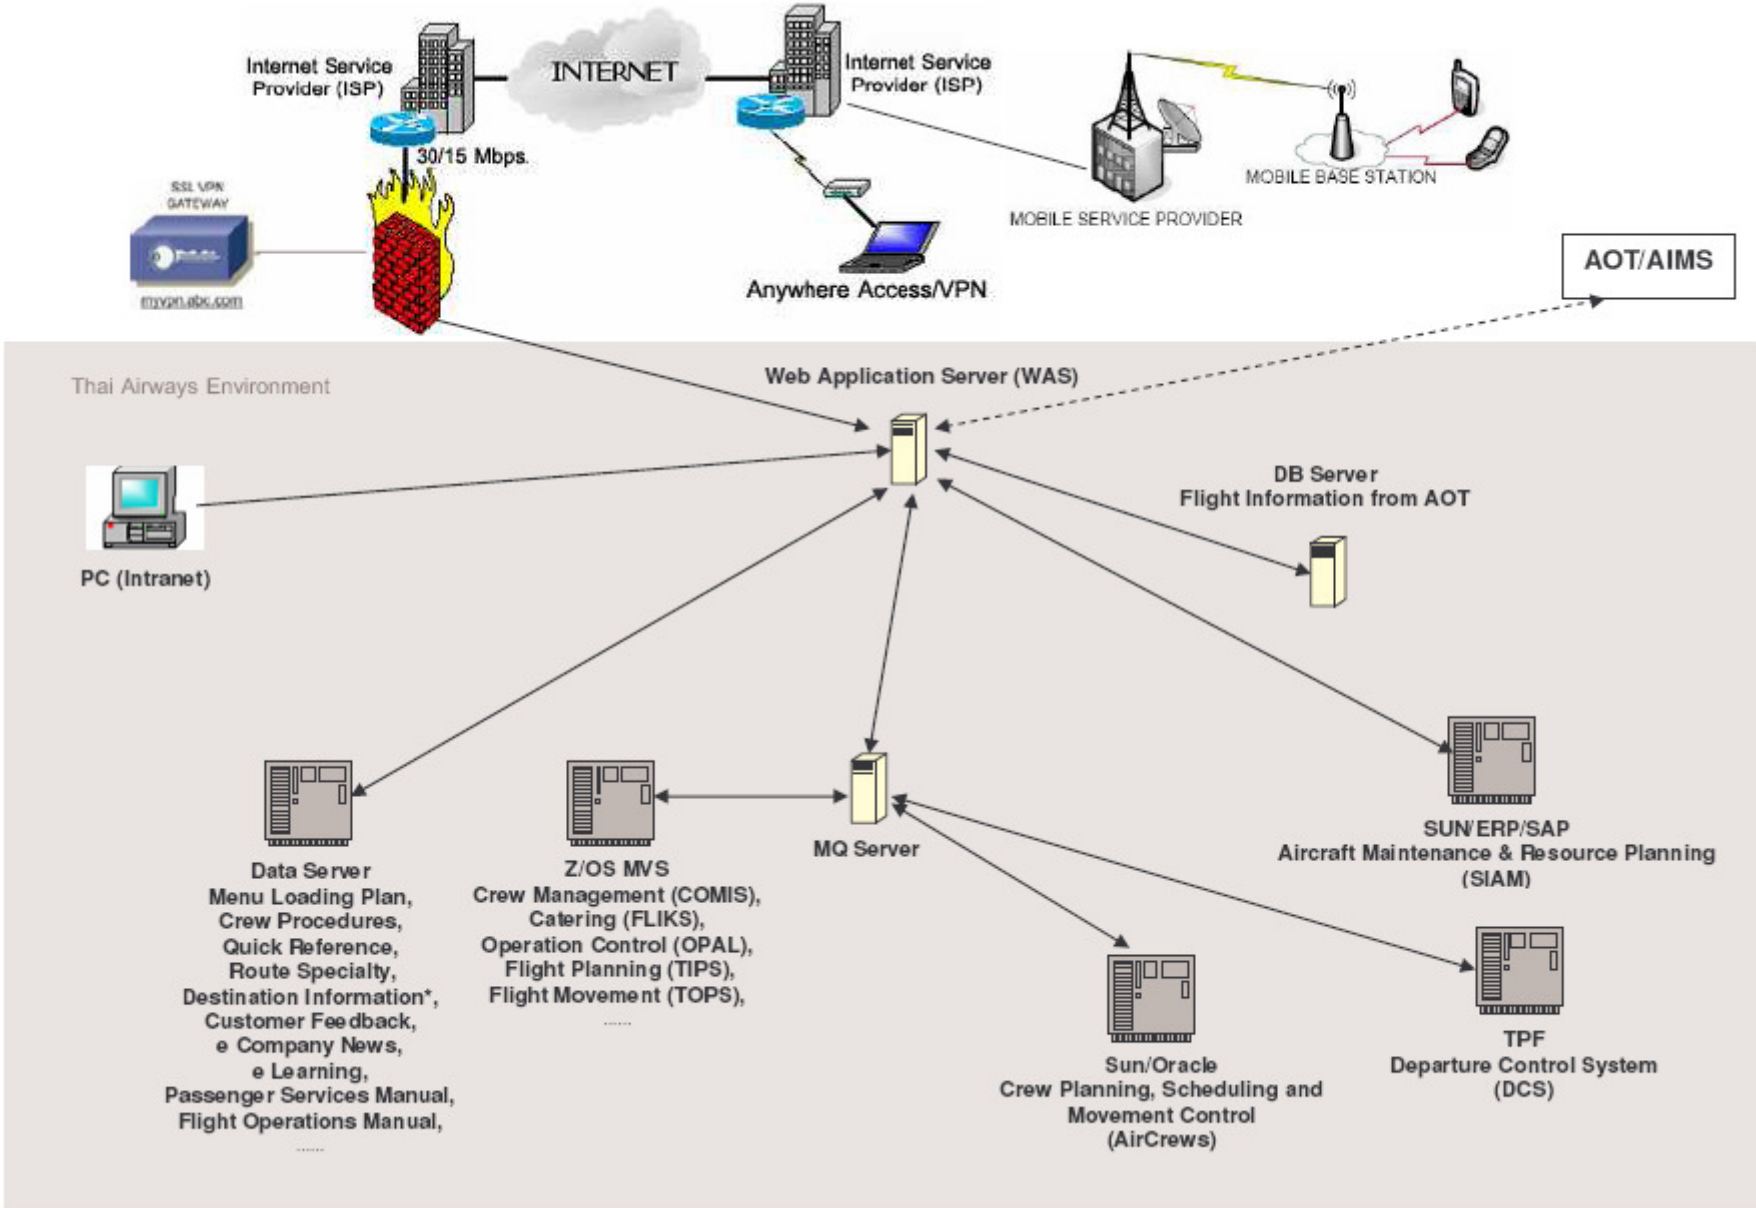 Internet Service
Provider (ISP)
INTERNET
Internet Service
Provider (ISP)
30/15 Mbps.
SSL VPN
GATEWAY
myvpn.abc.com
Anywhere Access/VPN
MOBILE SERVICE PROVIDER
MOBILE BASE STATION
AOT/AIMS
Thai Airways Environment
Web Application Server (WAS)
PC (Intranet)
DB Server
Flight Information from AOT
Data Server
Menu Loading Plan,
Crew Procedures,
Quick Reference,
Route Specialty,
Destination Information*,
Customer Feedback,
e Company News,
e Learning,
Passenger Services Manual,
Flight Operations Manual,
......
Z/OS MVS
Crew Management (COMIS),
Catering (FLIKS),
Operation Control (OPAL),
Flight Planning (TIPS),
Flight Movement (TOPS),
......
MQ Server
SUN/ERP/SAP
Aircraft Maintenance & Resource Planning
(SIAM)
Sun/Oracle
Crew Planning, Scheduling and
Movement Control
(AirCrews)
TPF
Departure Control System
(DCS)